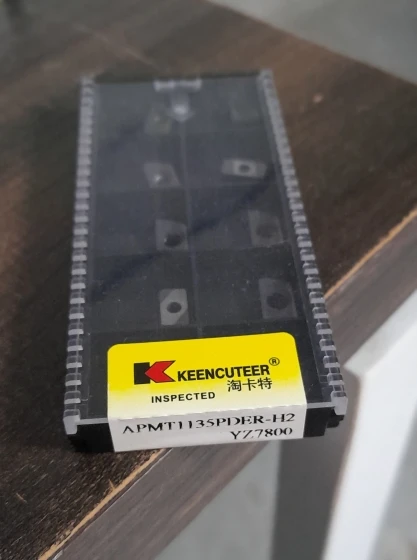 KEENCUTEER®
淘卡特
INSPECTED
APMT1135PDER-H2
YZ7800